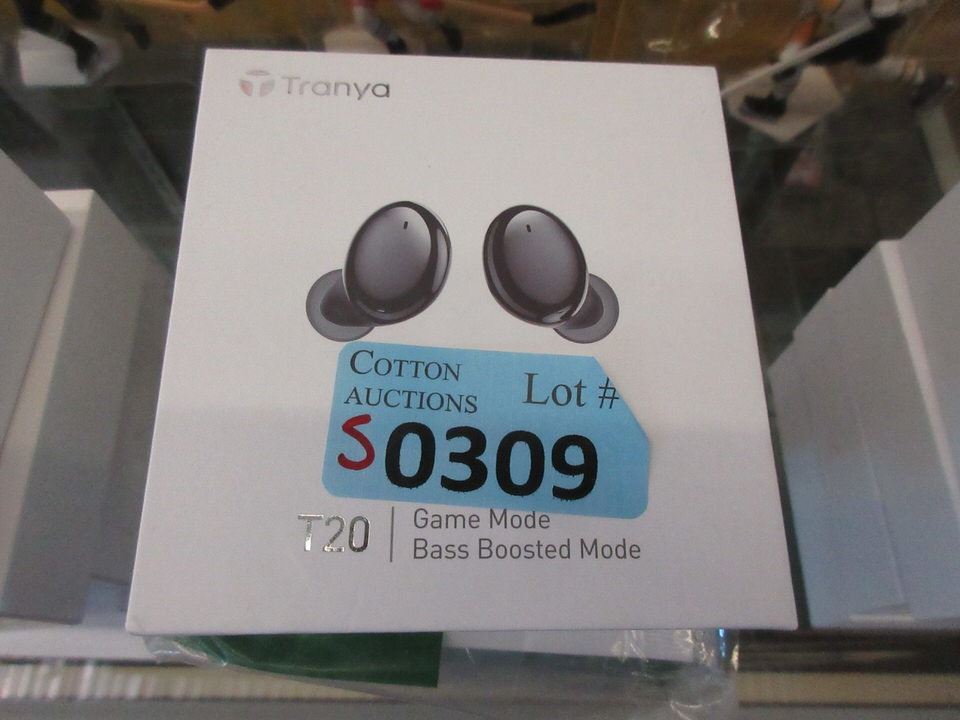 Tranya
COTTON
AUCTIONS
Lot #
S0309
T20
Game Mode
Bass Boosted Mode